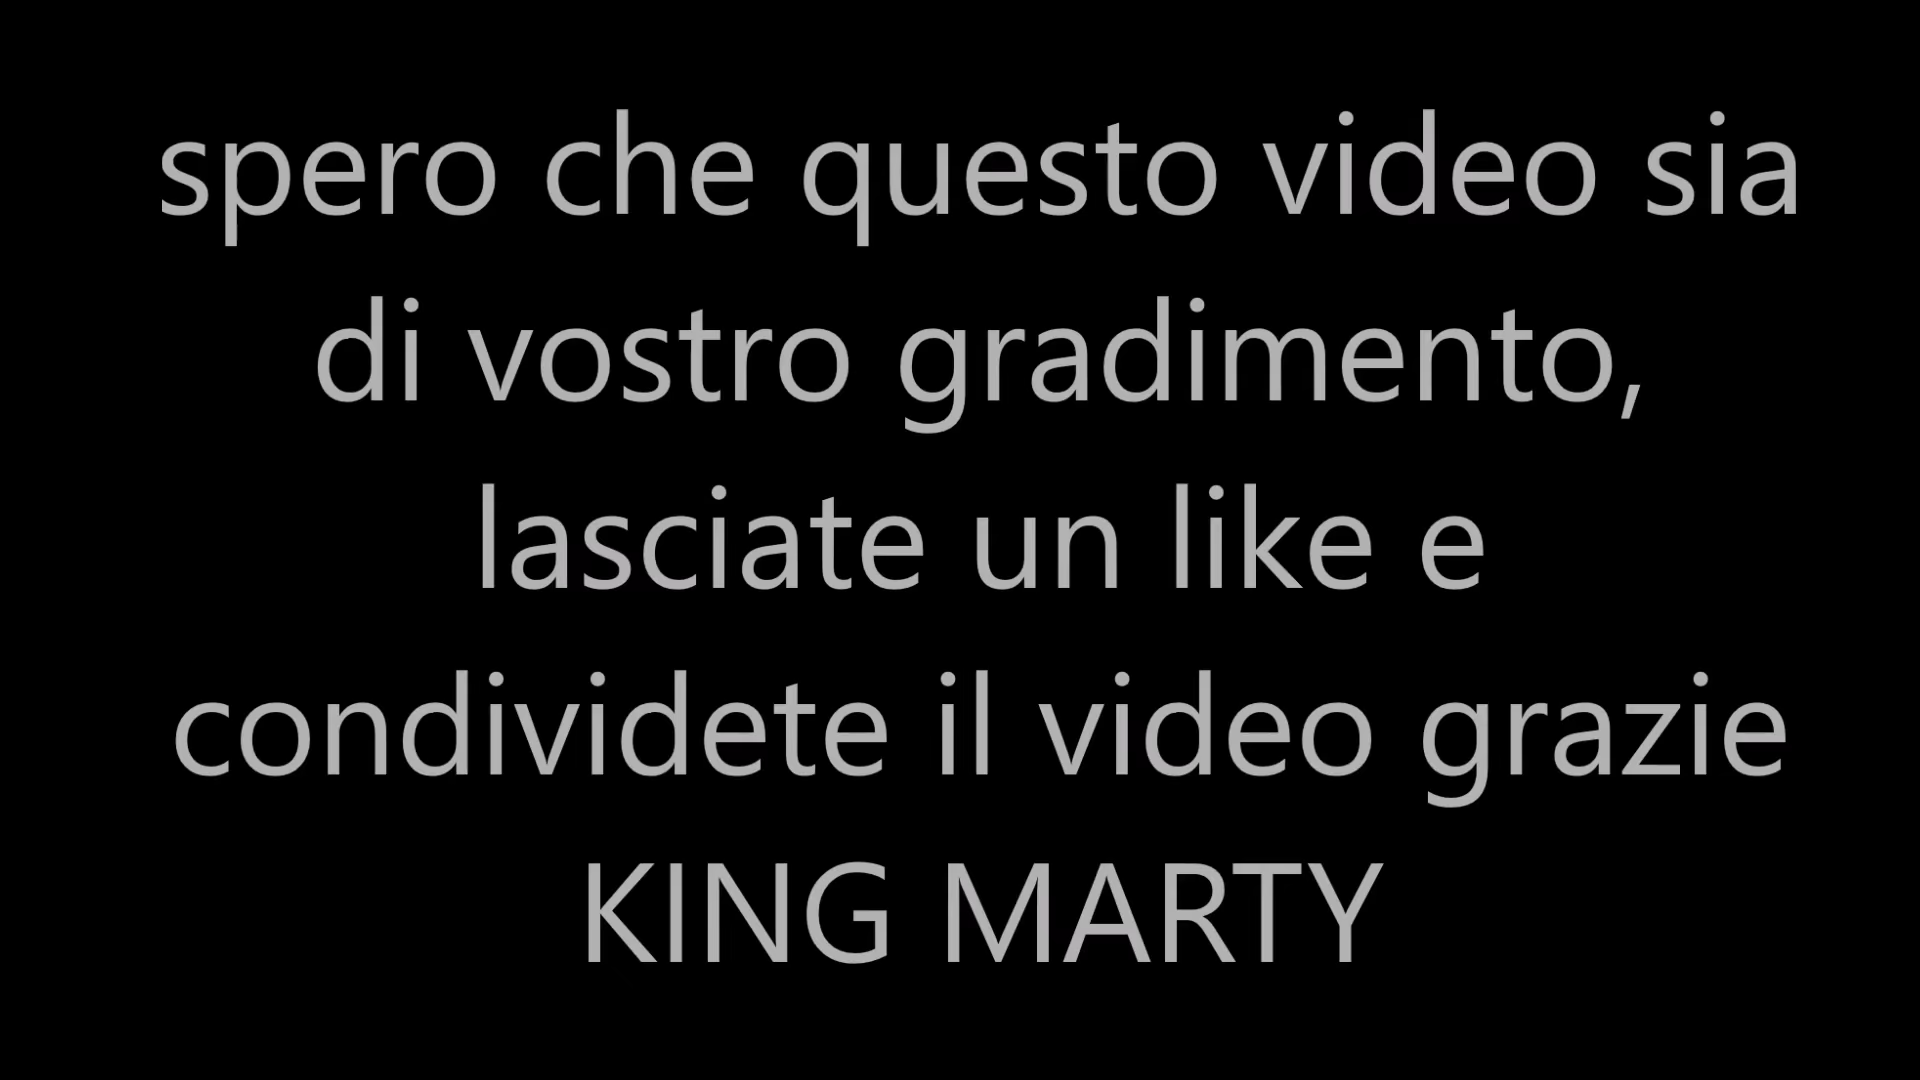 spero che questo video sia
di vostro gradimento,
lasciate un like e
condividete il video grazie
KING MARTY